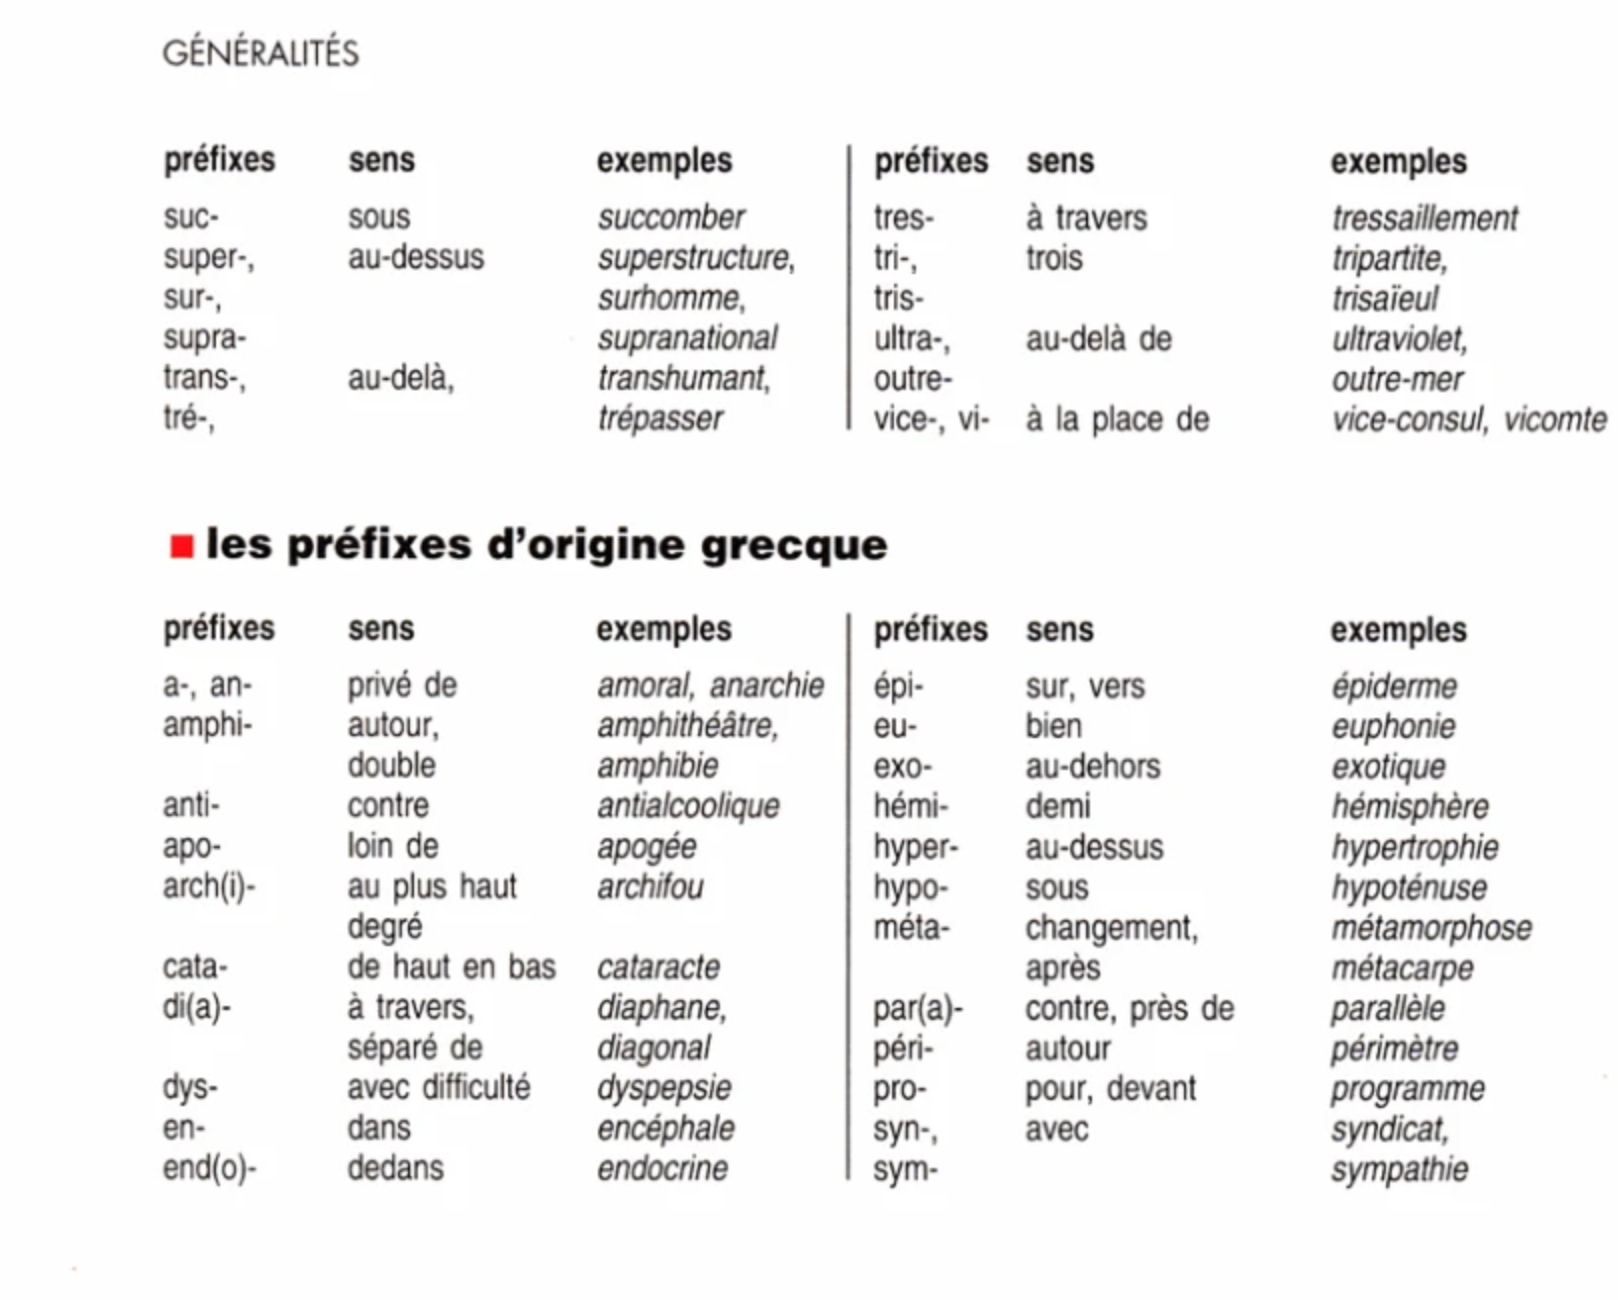 GÉNÉRALITÉS
préfixes sens exemples
suc- sous succomber
super-, au-dessus superstructure,
sur-, surhomme,
supra- supranational
trans-, au-delà, transhumant,
tré-, trépasser
préfixes sens exemples
tres- à travers tressaillement
tri-, trois tripartite,
tris- trisaïeul
ultra-, au-delà de ultraviolet,
outre- outre-mer
vice-, vi- à la place de vice-consul, vicomte
les préfixes d'origine grecque
préfixes sens exemples
a-, an- privé de amoral, anarchie
amphi- autour, amphithéâtre,
double amphibie
anti- contre antialcoolique
apo- loin de apogée
arch(i)- au plus haut archifou
degré
cata- de haut en bas cataracte
di(a)- à travers, diaphane,
séparé de diagonal
dys- avec difficulté dyspepsie
en- dans encéphale
end(o)- dedans endocrine
préfixes sens exemples
épi- sur, vers épiderme
eu- bien euphonie
exo- au-dehors exotique
hémi- demi hémisphère
hyper- au-dessus hypertrophie
hypo- sous hypoténuse
méta- changement, métamorphose
après métacarpe
par(a)- contre, près de parallèle
péri- autour périmètre
pro- pour, devant programme
syn-, avec syndicat,
sym- sympathie